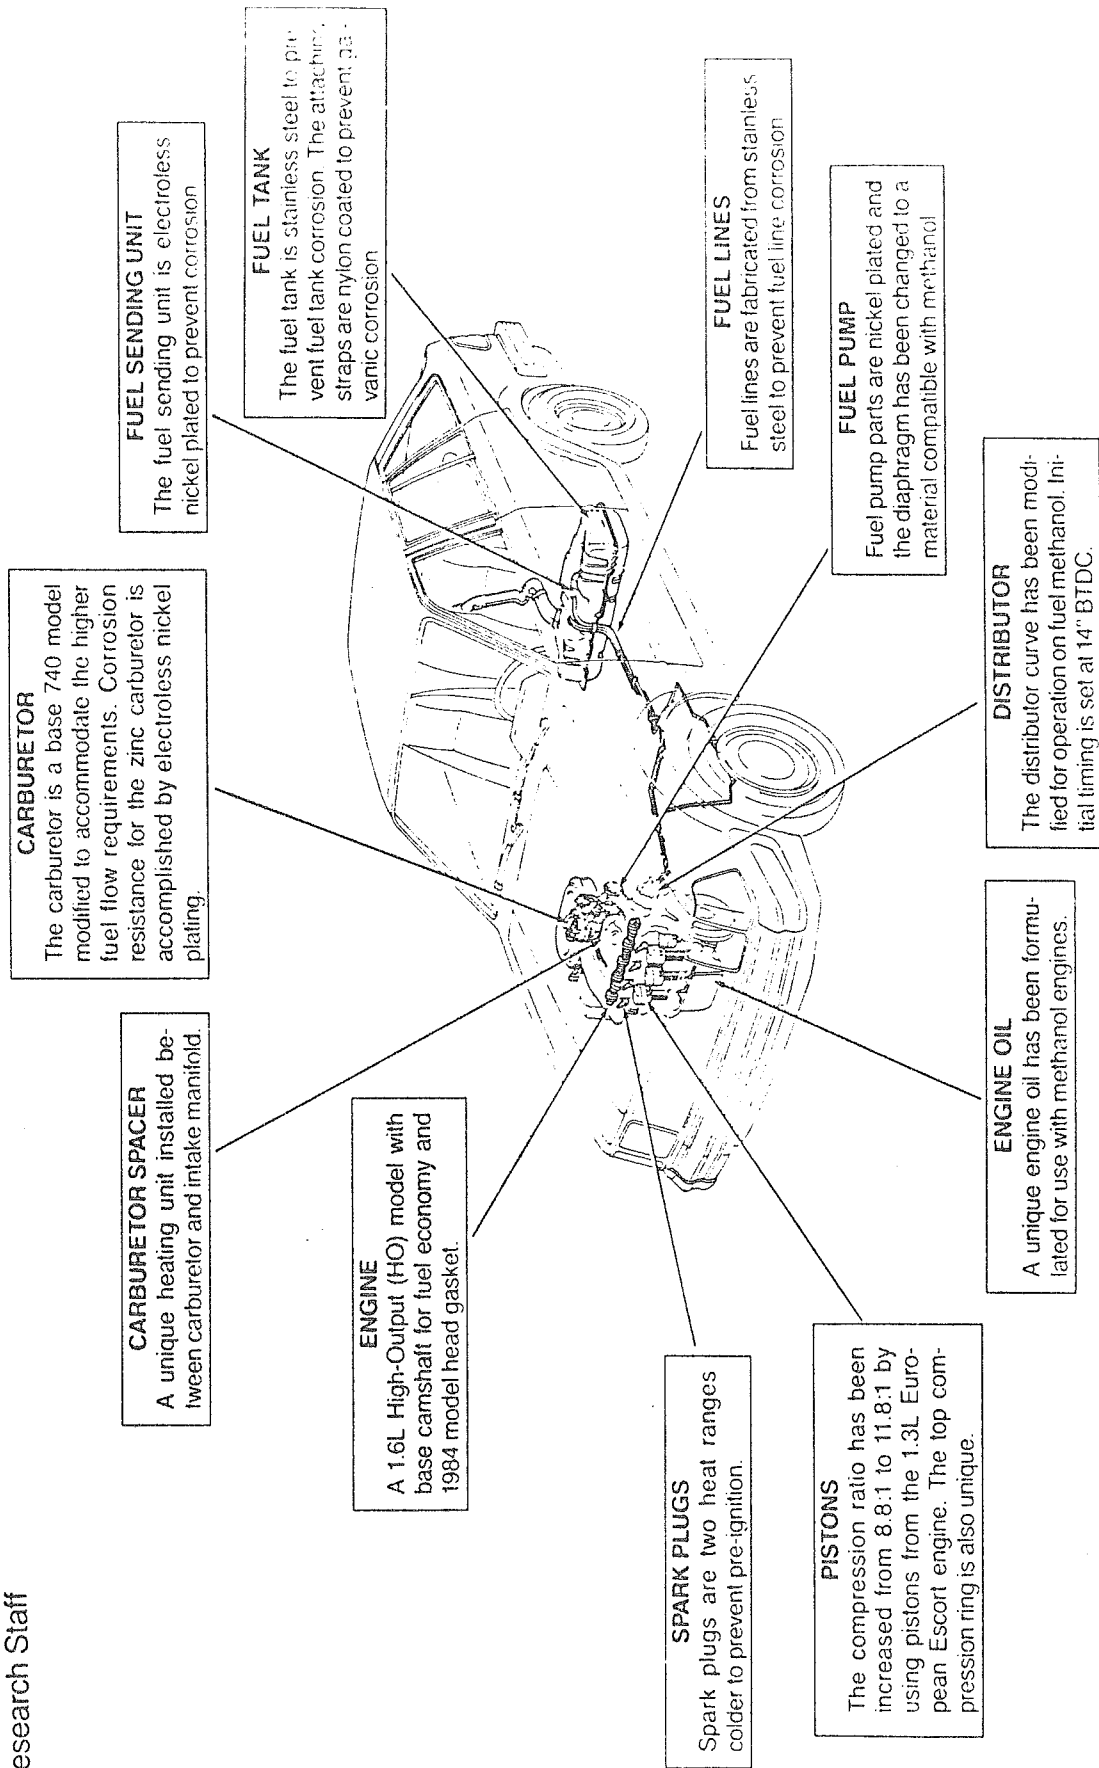 esearch Staff
CARBURETOR
The carburetor is a base 740 model
modified to accommodate the higher
fuel flow requirements. Corrosion
resistance for the zinc carburetor is
accomplished by electroless nickel
plating.
FUEL SENDING UNIT
The fuel sending unit is electroless
nickel plated to prevent corrosion
CARBURETOR SPACER
A unique heating unit installed be-
tween carburetor and intake manifold.
FUEL TANK
The fuel tank is stainless steel to pre-
vent fuel tank corrosion. The attaching
straps are nylon coated to prevent ga-
vanic corrosion
ENGINE
A 1.6L High-Output (HO) model with
base camshaft for fuel economy and
1984 model head gasket.
FUEL LINES
Fuel lines are fabricated from stainless
steel to prevent fuel line corrosion
SPARK PLUGS
Spark plugs are two heat ranges
colder to prevent pre-ignition.
FUEL PUMP
Fuel pump parts are nickel plated and
the diaphragm has been changed to a
material compatible with methanol
PISTONS
The compression ratio has been
increased from 8.8:1 to 11.8:1 by
using pistons from the 1.3L Euro-
pean Escort engine. The top com-
pression ring is also unique.
ENGINE OIL
A unique engine oil has been formu-
lated for use with methanol engines.
DISTRIBUTOR
The distributor curve has been modi-
fied for operation on fuel methanol. Ini-
tial timing is set at 14° BTDC.